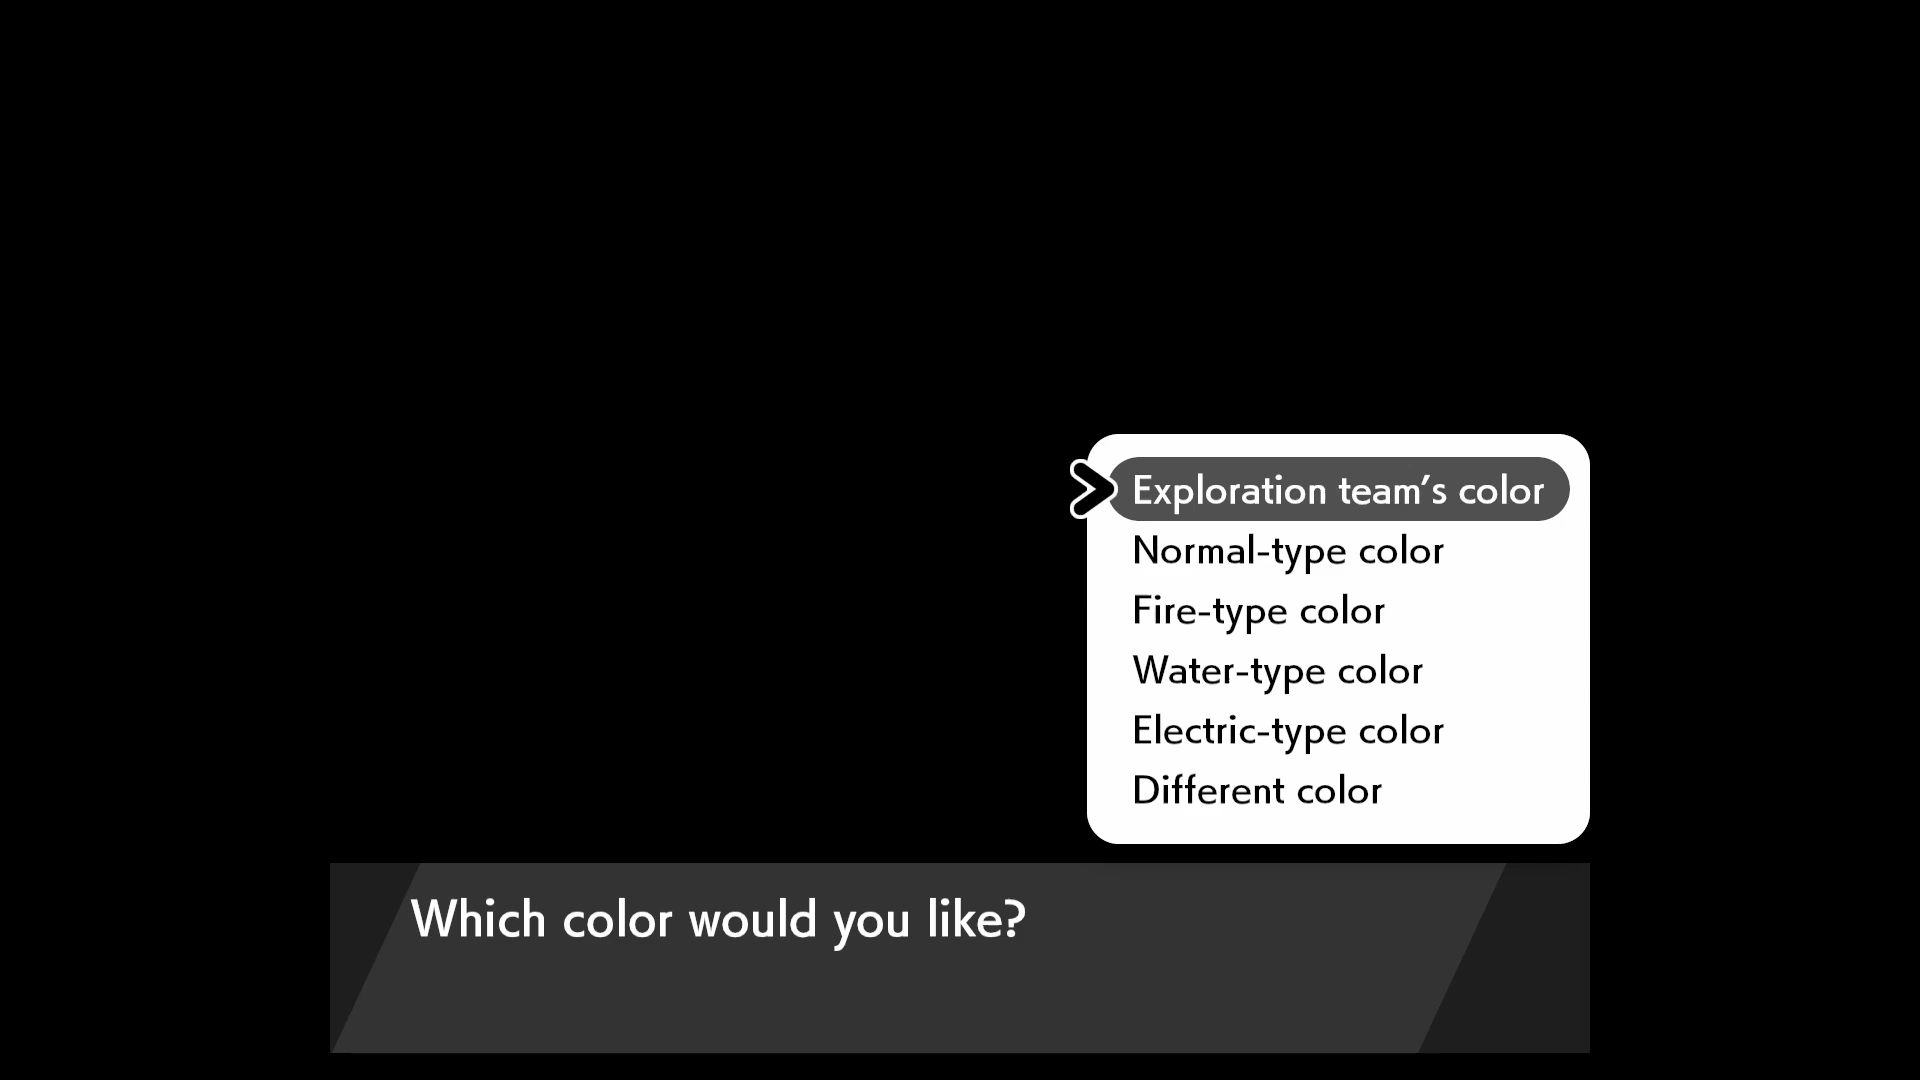 Exploration team's color
Normal-type color
Fire-type color
Water-type color
Electric-type color
Different color
Which color would you like?